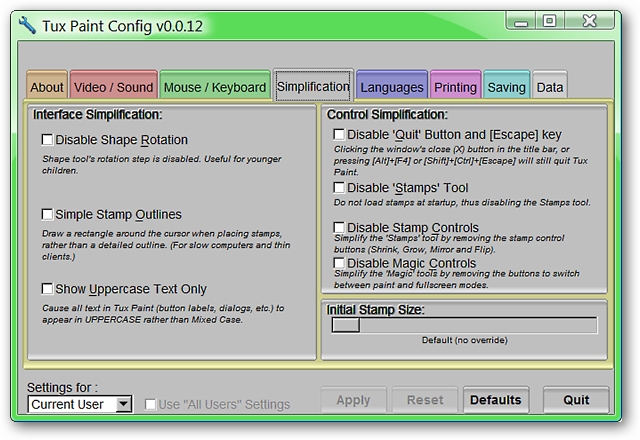 Tux Paint Config v0.0.12
About Video / Sound Mouse / Keyboard Simplification Languages Printing Saving Data
Interface Simplification:
Disable Shape Rotation
Shape tool's rotation step is disabled. Useful for younger
children.
Simple Stamp Outlines
Draw a rectangle around the cursor when placing stamps,
rather than a detailed outline. (For slow computers and thin
clients.)
Show Uppercase Text Only
Cause all text in Tux Paint (button labels, dialogs, etc.) to
appear in UPPERCASE rather than Mixed Case.
Control Simplification:
Disable 'Quit' Button and [Escape] key
Clicking the window's close (X) button in the title bar, or
pressing [Alt]+[F4] or [Shift]+[Ctrl]+[Escape] will still quit Tux
Paint.
Disable 'Stamps' Tool
Do not load stamps at startup, thus disabling the Stamps tool.
Disable Stamp Controls
Simplify the 'Stamps' tool by removing the stamp control
buttons (Shrink, Grow, Mirror and Flip).
Disable Magic Controls
Simplify the 'Magic' tools by removing the buttons to switch
between paint and fullscreen modes.
Initial Stamp Size:
Default (no override)
Settings for :
Current User
Use "All Users" Settings
Apply Reset Defaults Quit